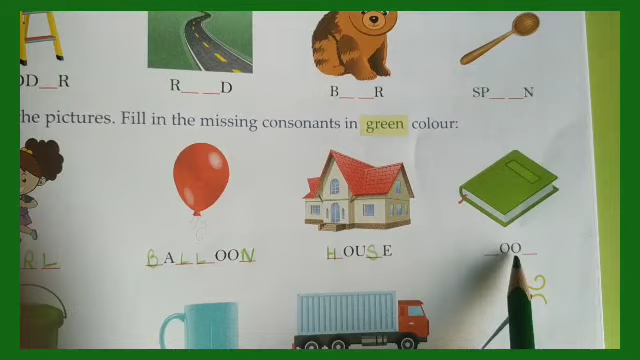 OD__R R__ __D B__ __R SP__ __N
he pictures. Fill in the missing consonants in green colour:
RL BALLOON HOUSE __OO__